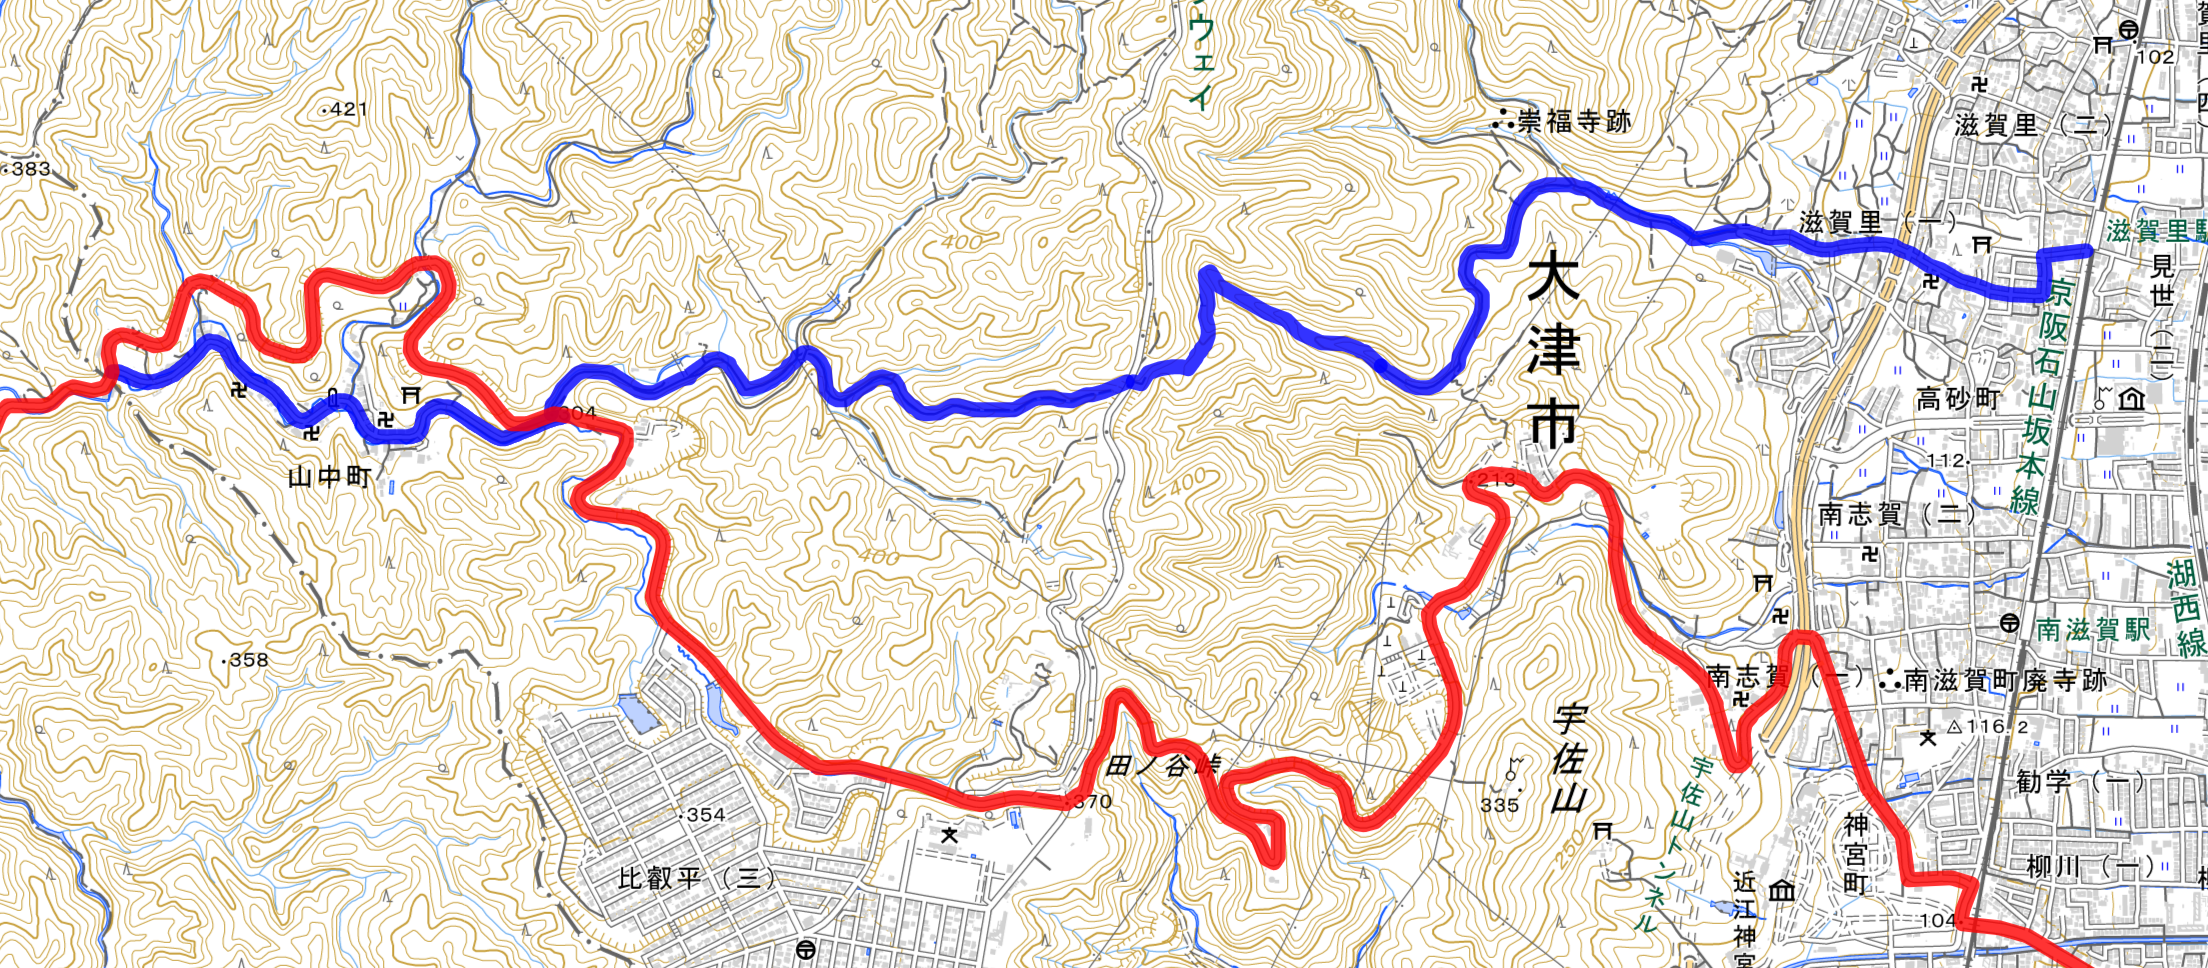 ウェイ
400
350
102
滋賀里(二)
崇福寺跡
421
383
滋賀里(一)
滋賀里駅
見世(二)
400
大津市
京阪石山坂本線
高砂町
304
400
213
112
山中町
南志賀(二)
400
湖西線
南滋賀駅
358
南志賀(一)
南滋賀町廃寺跡
宇佐山
116.2
田ノ谷峠
370
354
335
宇佐山トンネル
勧学(一)
神宮町
250
柳川(一)
比叡平(三)
近江神宮
104